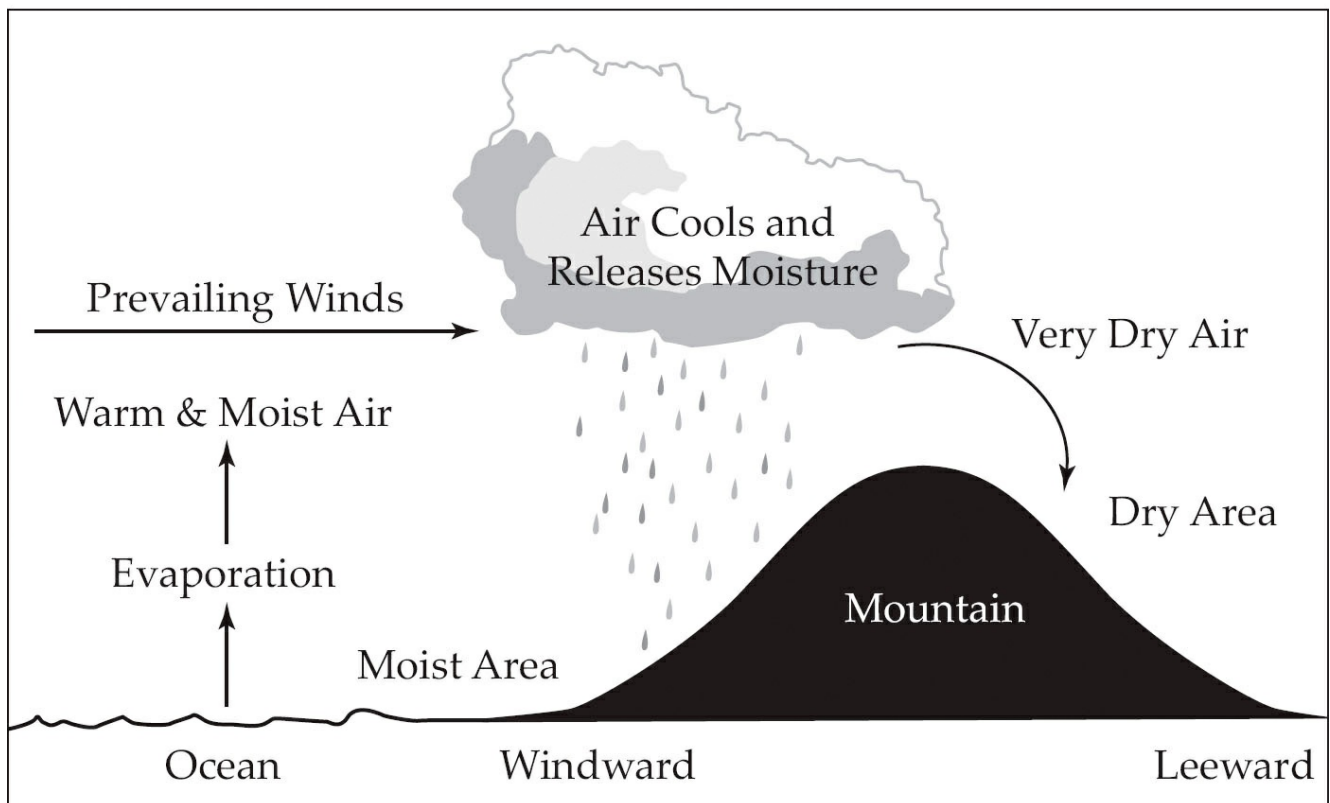 Air Cools and
Releases Moisture
Prevailing Winds
Very Dry Air
Warm & Moist Air
Dry Area
Evaporation
Mountain
Moist Area
Ocean
Windward
Leeward